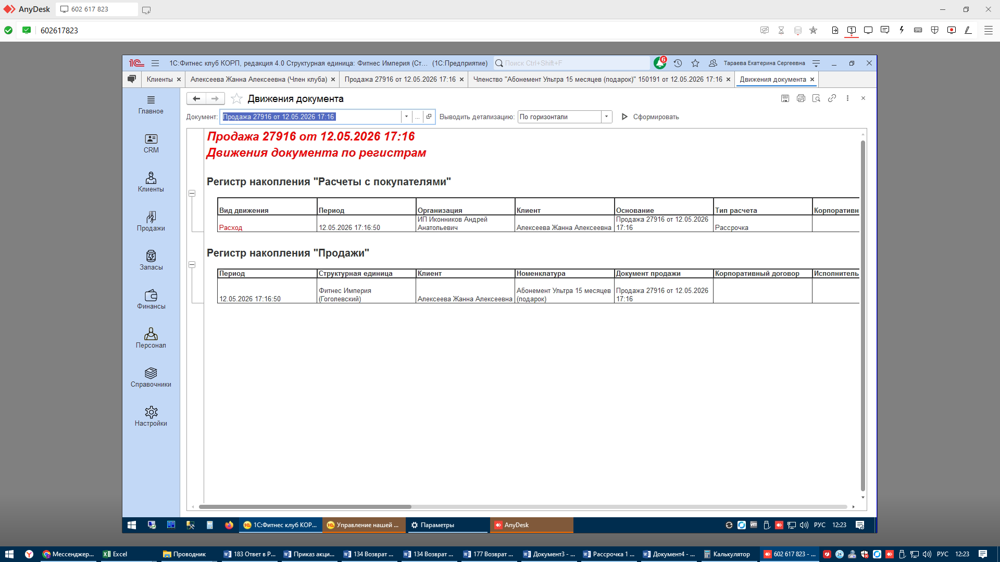 AnyDesk
602 617 823
602617823
1С:Фитнес клуб КОРП, редакция 4.0 Структурная единица: Фитнес Империя (Ст... (1С:Предприятие)
Поиск Ctrl+Shift+F
6
Тараева Екатерина Сергеевна
Клиенты
Алексеева Жанна Алексеевна (Член клуба)
Продажа 27916 от 12.05.2026 17:16
Членство "Абонемент Ультра 15 месяцев (подарок)" 150191 от 12.05.2026 17:16
Движения документа
Главное
CRM
Клиенты
Продажи
Запасы
Финансы
Персонал
Справочники
Настройки
Движения документа
Документ: Продажа 27916 от 12.05.2026 17:16 ... Выводить детализацию: По горизонтали Сформировать
Продажа 27916 от 12.05.2026 17:16
Движения документа по регистрам
Регистр накопления "Расчеты с покупателями"
Вид движения Период Организация Клиент Основание Тип расчета Корпоративн
Расход 12.05.2026 17:16:50 ИП Иконников Андрей Анатольевич Алексеева Жанна Алексеевна Продажа 27916 от 12.05.2026 17:16 Рассрочка
Регистр накопления "Продажи"
Период Структурная единица Клиент Номенклатура Документ продажи Корпоративный договор Исполнитель
12.05.2026 17:16:50 Фитнес Империя (Гоголевский) Алексеева Жанна Алексеевна Абонемент Ультра 15 месяцев (подарок) Продажа 27916 от 12.05.2026 17:16
1С:Фитнес клуб КОР...
Управление нашей ...
Параметры
AnyDesk
РУС
12:23
Мессенджер...
Excel
Проводник
183 Ответ в Р...
Приказ акци...
134 Возврат ...
134 Возврат ...
177 Возврат ...
Документ3 - ...
Рассрочка 1 ...
Документ4 - ...
Калькулятор
602 617 823 - ...
РУС
12:23